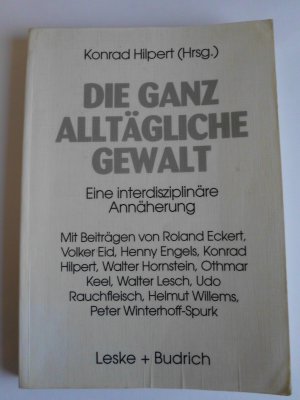 Konrad Hilpert (Hrsg.)
DIE GANZ
ALLTÄGLICHE
GEWALT
Eine interdisziplinäre
Annäherung
Mit Beiträgen von Roland Eckert,
Volker Eid, Henny Engels, Konrad
Hilpert, Walter Hornstein, Othmar
Keel, Walter Lesch, Udo
Rauchfleisch, Helmut Willems,
Peter Winterhoff-Spurk
Leske + Budrich